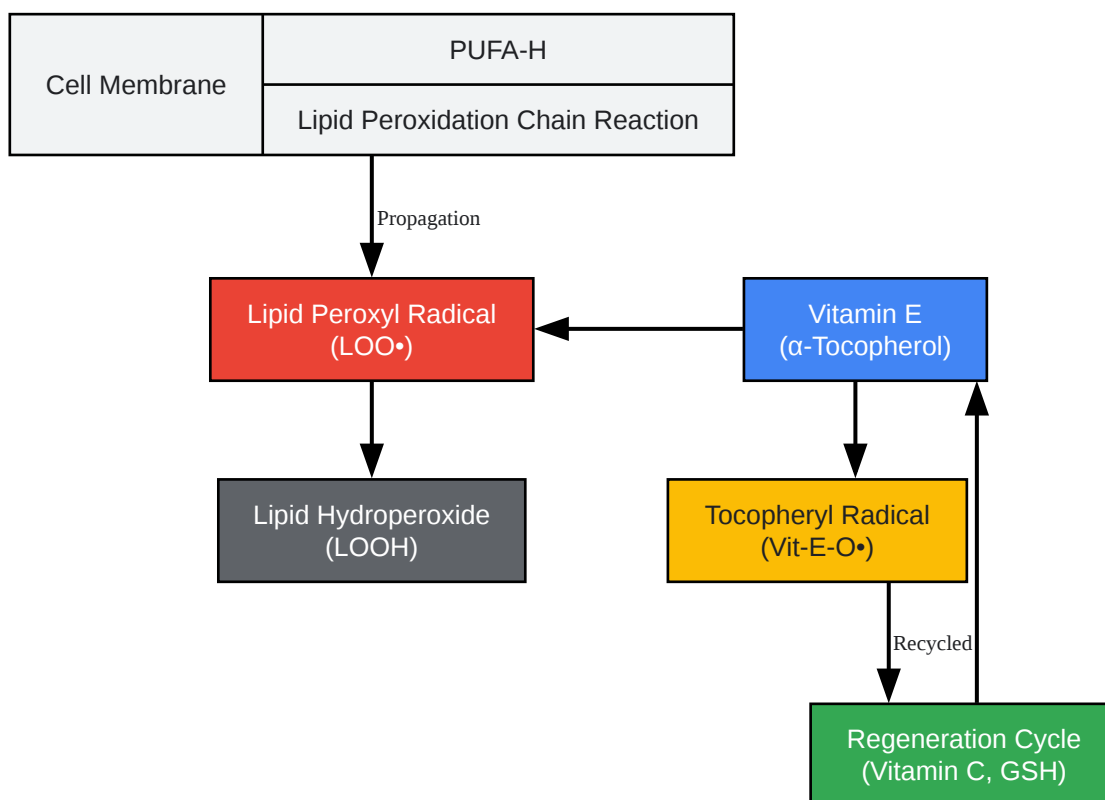 Cell Membrane
PUFA-H
Lipid Peroxidation Chain Reaction
Propagation
Lipid Peroxyl Radical
(LOO•)
Vitamin E
(α-Tocopherol)
Lipid Hydroperoxide
(LOOH)
Tocopheryl Radical
(Vit-E-O•)
Recycled
Regeneration Cycle
(Vitamin C, GSH)